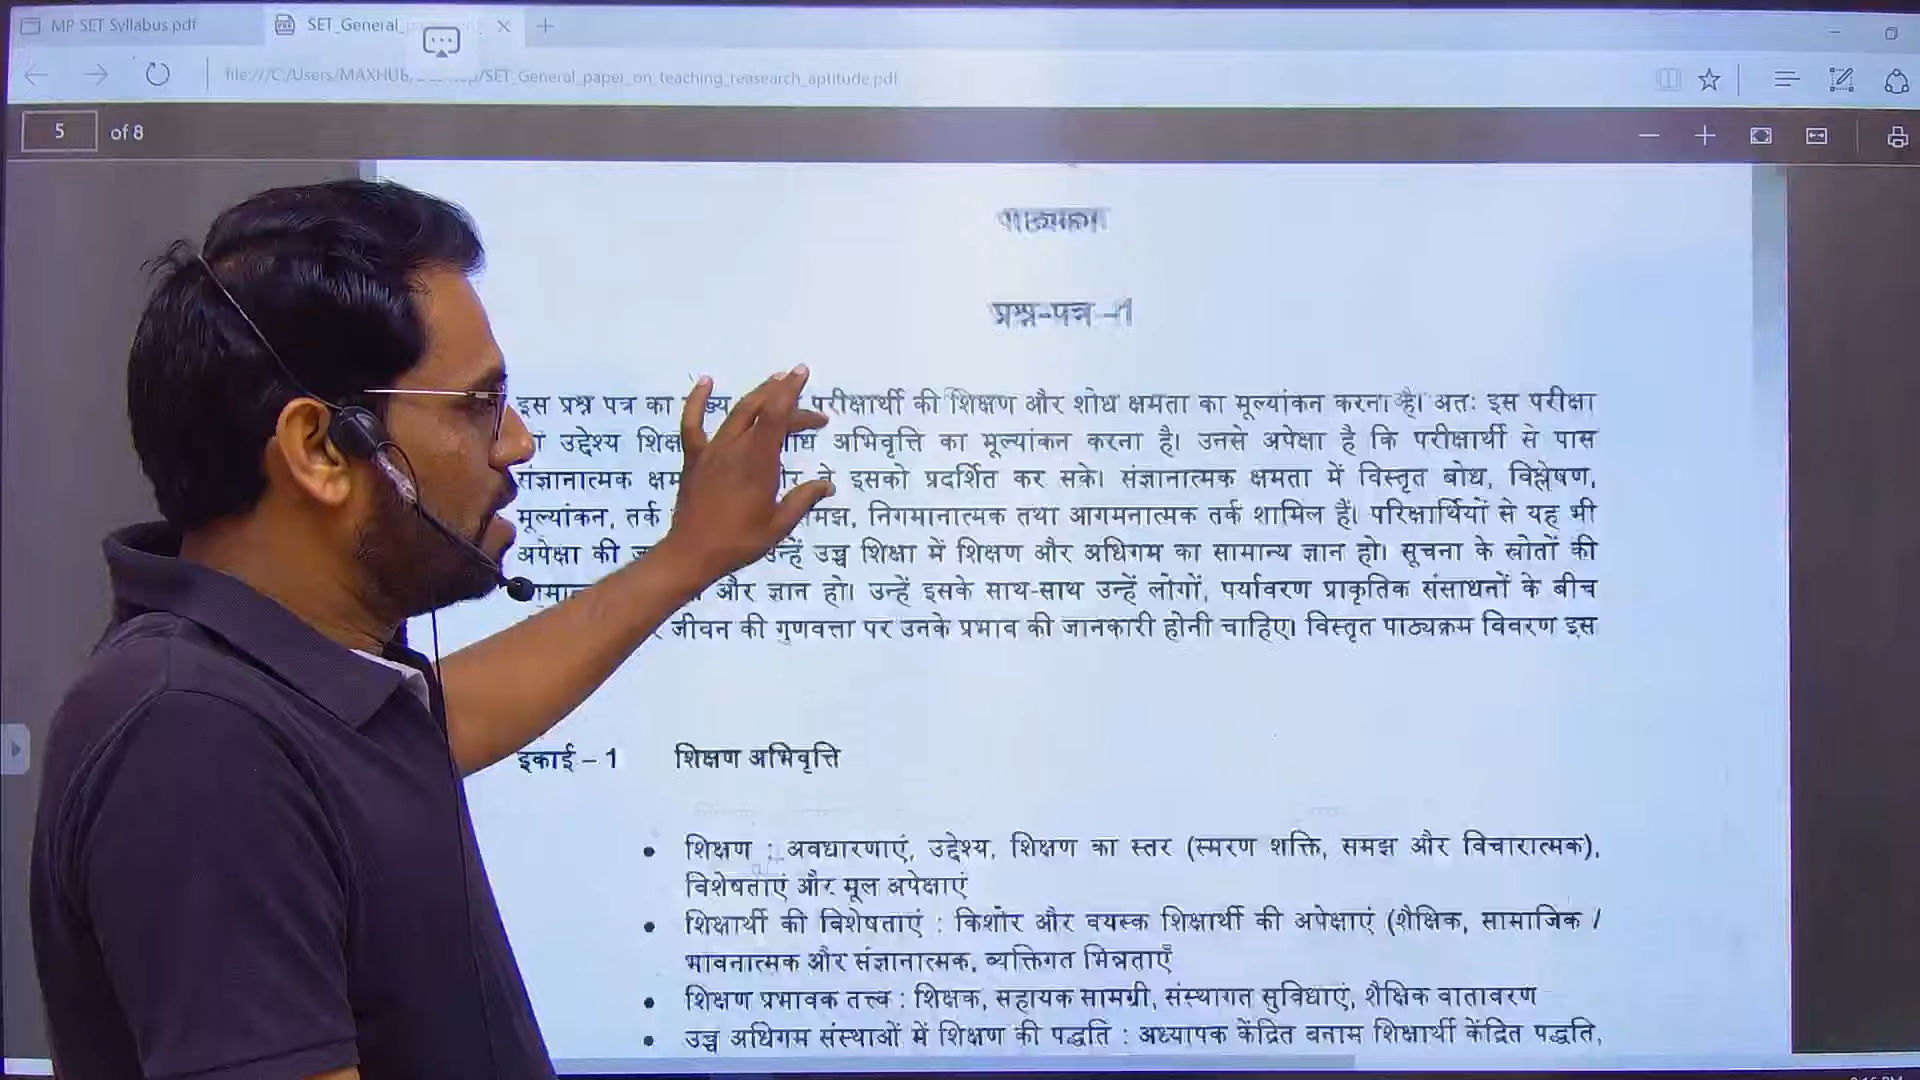 MP SET Syllabus.pdf
SET_General_
file:///C:/Users/MAXHUB/ /SET_General_paper_on_teaching_reasearch_aptitude.pdf
5 of 8
पाठ्यक्रम
प्रश्न-पत्र -1
इस प्रश्न पत्र का परीक्षार्थी की शिक्षण और शोध क्षमता का मूल्यांकन करना है। अतः इस परीक्षा
उद्देश्य अभिवृत्ति का मूल्यांकन करना है। उनसे अपेक्षा है कि परीक्षार्थी से पास
संज्ञानात्मक वे इसको प्रदर्शित कर सके। संज्ञानात्मक क्षमता में विस्तृत बोध, विश्लेषण,
मूल्यांकन, तर्क निगमानात्मक तथा आगमनात्मक तर्क शामिल हैं। परिक्षार्थियों से यह भी
अपेक्षा की उन्हें उच्च शिक्षा में शिक्षण और अधिगम का सामान्य ज्ञान हो। सूचना के स्रोतों की
और ज्ञान हो। उन्हें इसके साथ-साथ उन्हें लोगों, पर्यावरण प्राकृतिक संसाधनों के बीच
जीवन की गुणवत्ता पर उनके प्रभाव की जानकारी होनी चाहिए। विस्तृत पाठ्यक्रम विवरण इस
इकाई – 1 शिक्षण अभिवृत्ति
• शिक्षण : अवधारणाएं, उद्देश्य, शिक्षण का स्तर (स्मरण शक्ति, समझ और विचारात्मक),
विशेषताएं और मूल अपेक्षाएं
• शिक्षार्थी की विशेषताएं : किशोर और वयस्क शिक्षार्थी की अपेक्षाएं (शैक्षिक, सामाजिक /
भावनात्मक और संज्ञानात्मक, व्यक्तिगत भिन्नताएँ
• शिक्षण प्रभावक तत्त्व : शिक्षक, सहायक सामग्री, संस्थागत सुविधाएं, शैक्षिक वातावरण
• उच्च अधिगम संस्थाओं में शिक्षण की पद्धति : अध्यापक केंद्रित बनाम शिक्षार्थी केंद्रित पद्धति,